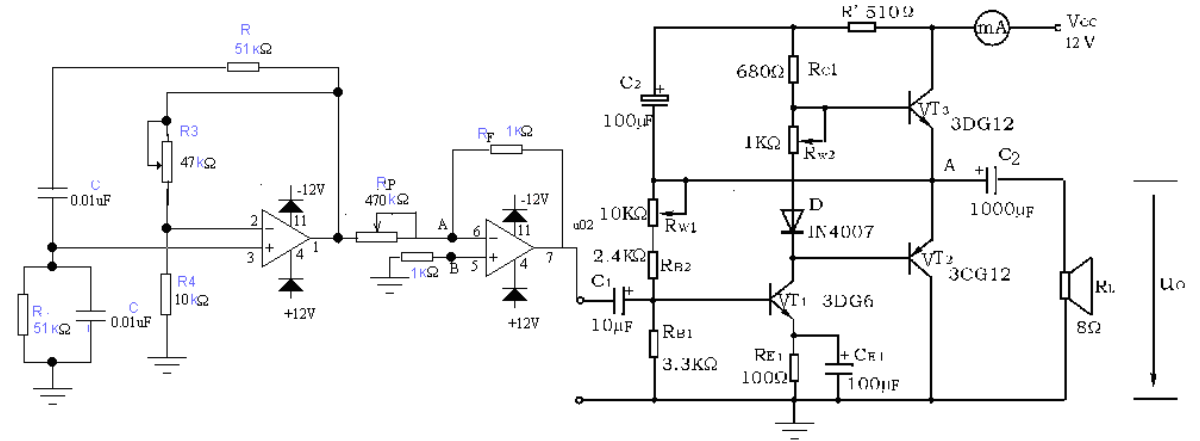 R
51KΩ
R3
47kΩ
C
0.01uF
R4
10kΩ
R
51KΩ
C
0.01uF
-12V
11
2
3
1
4
+12V
RP
470kΩ
RF 1kΩ
A
B
1kΩ
-12V
11
6
5
7
4
+12V
u02
C1
10μF
R' 510Ω
mA
VCC
12V
680Ω
RC1
C2
100μF
1KΩ
RW2
VT3
3DG12
A
C2
1000μF
10KΩ
RW1
D
IN4007
2.4KΩ
RB2
VT2
3CG12
VT1
3DG6
RB1
3.3KΩ
RE1
100Ω
CE1
100μF
RL
8Ω
uo